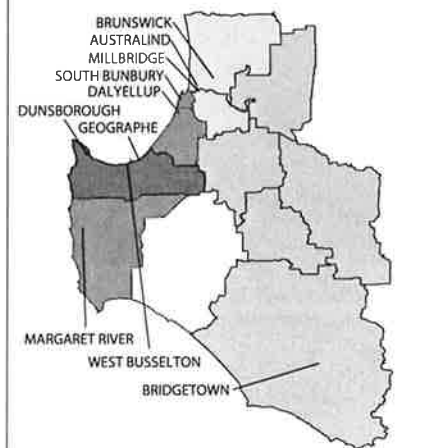 BRUNSWICK
AUSTRALIND
MILLBRIDGE
SOUTH BUNBURY
DALYELLUP
DUNSBOROUGH
GEOGRAPHE
MARGARET RIVER
WEST BUSSELTON
BRIDGETOWN